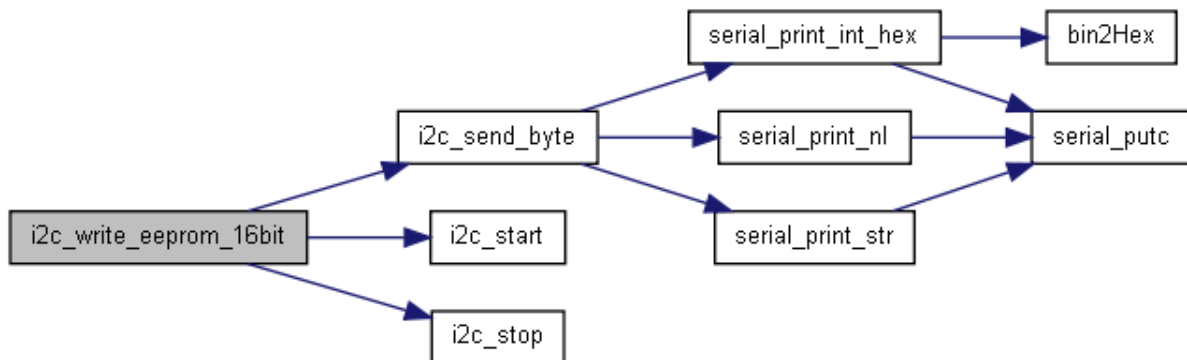 serial_print_int_hex
bin2Hex
i2c_send_byte
serial_print_nl
serial_putc
i2c_write_eeprom_16bit
i2c_start
serial_print_str
i2c_stop